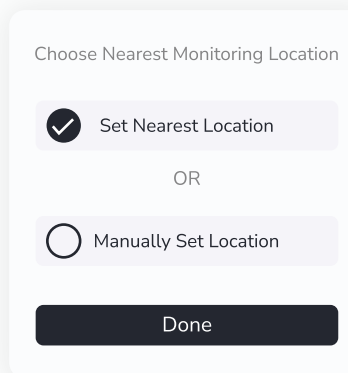 Choose Nearest Monitoring Location
Set Nearest Location
OR
Manually Set Location
Done